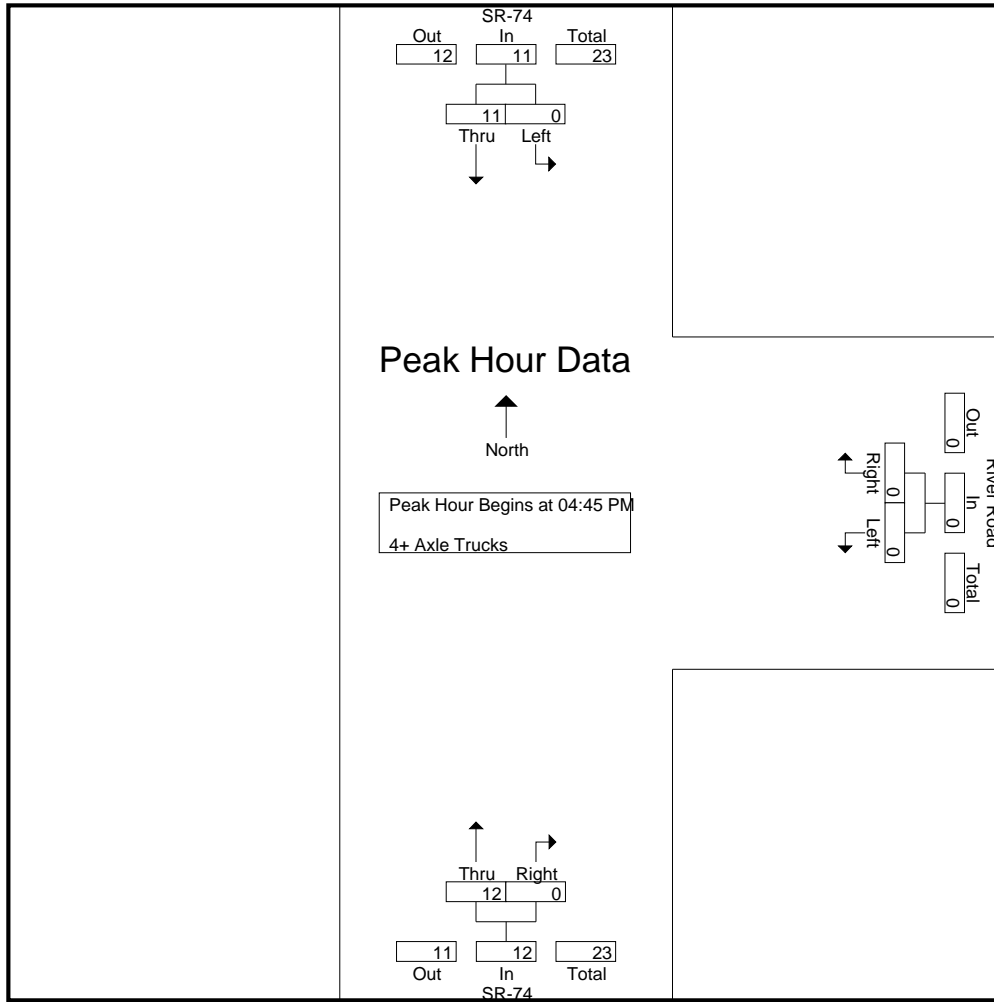 SR-74
Out In Total
12 11 23
11 0
Thru Left
Peak Hour Data
North
Peak Hour Begins at 04:45 PM
4+ Axle Trucks
River Road
Out In Total
0 0 0
Right Left
0 0
Thru Right
12 0
11 12 23
Out In Total
SR-74